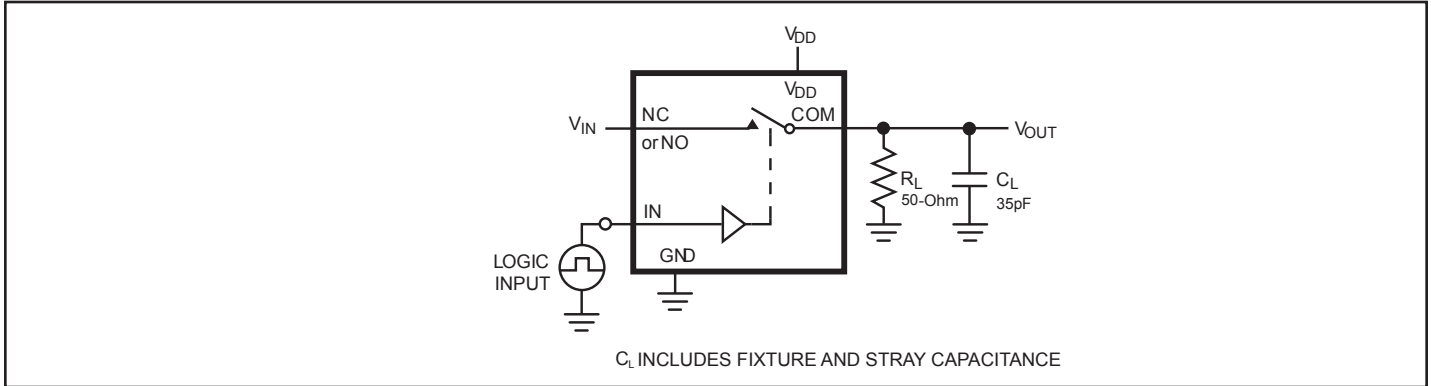 VDD
VDD
NC
COM
VIN
or NO
VOUT
RL
50-Ohm
CL
35pF
IN
GND
LOGIC
INPUT
CL INCLUDES FIXTURE AND STRAY CAPACITANCE